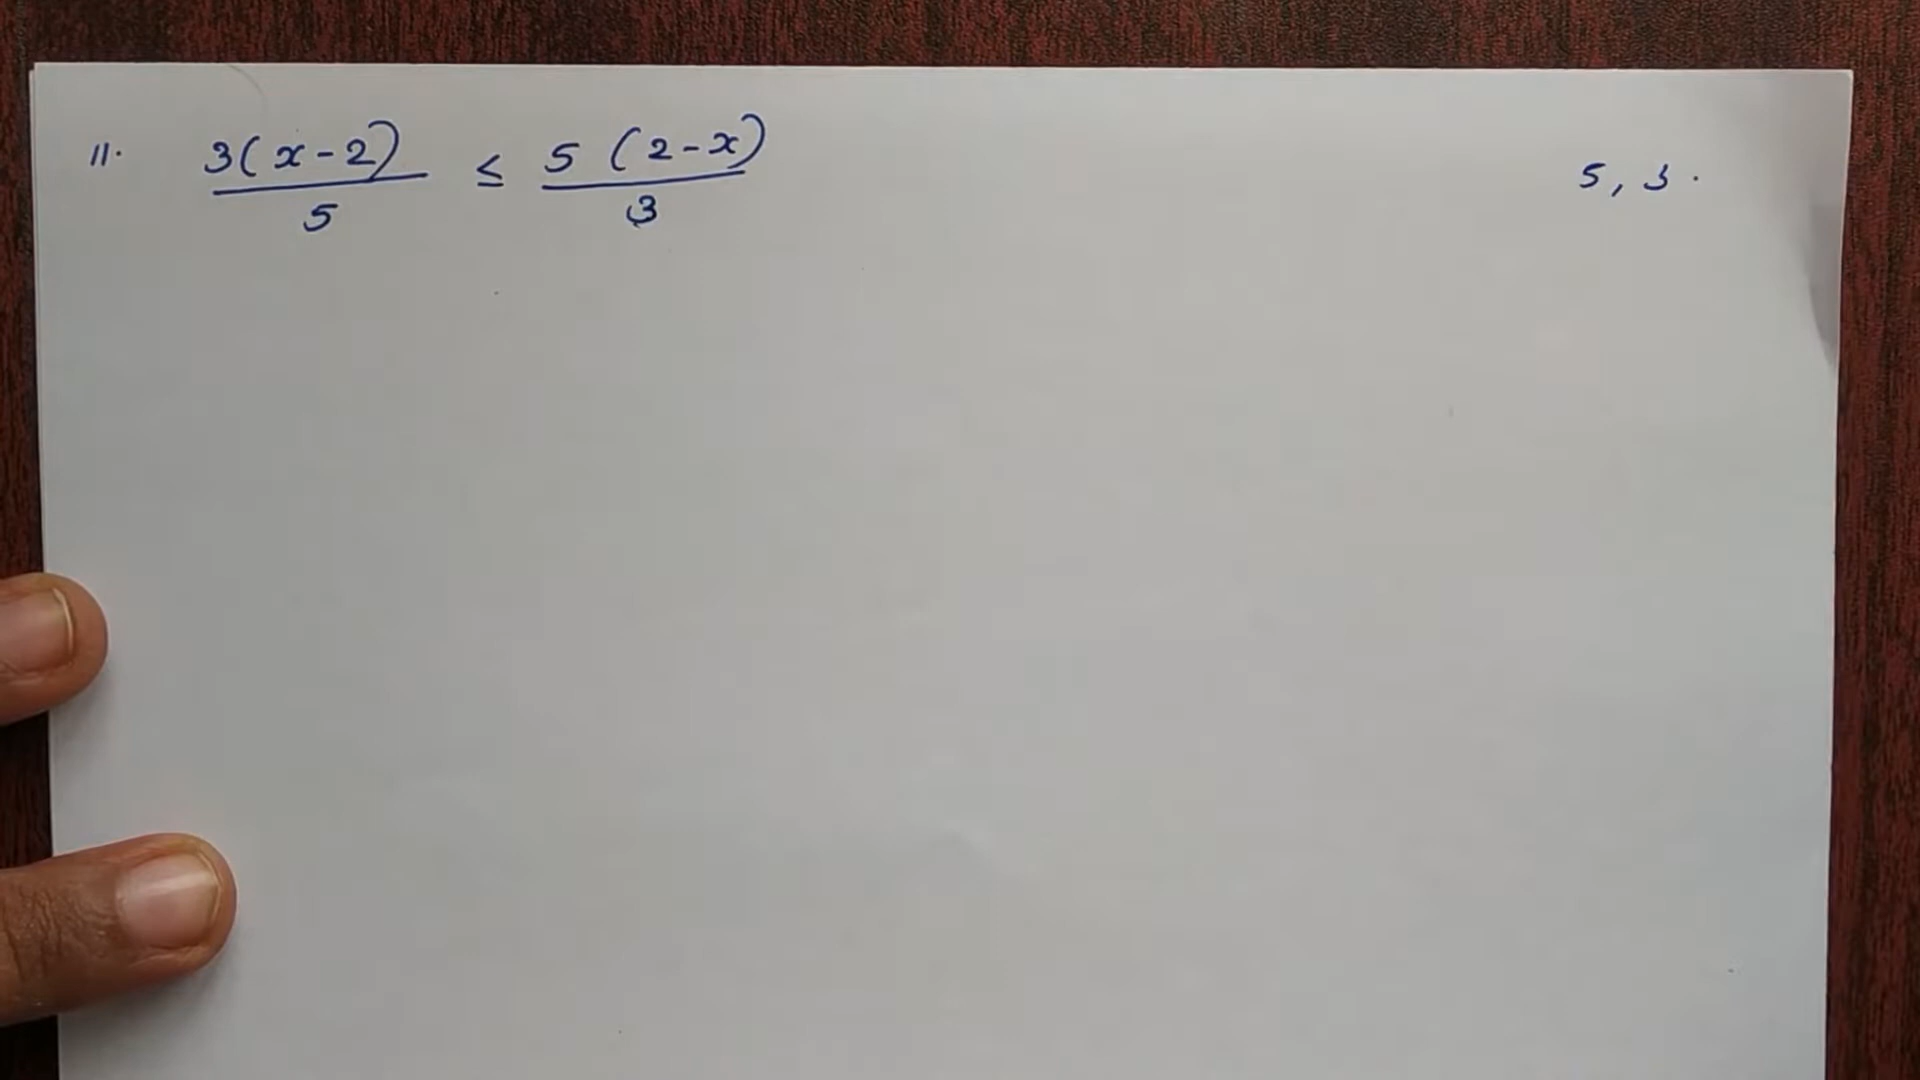 11. 3(x-2)/5 ≤ 5(2-x)/3
5, 3.